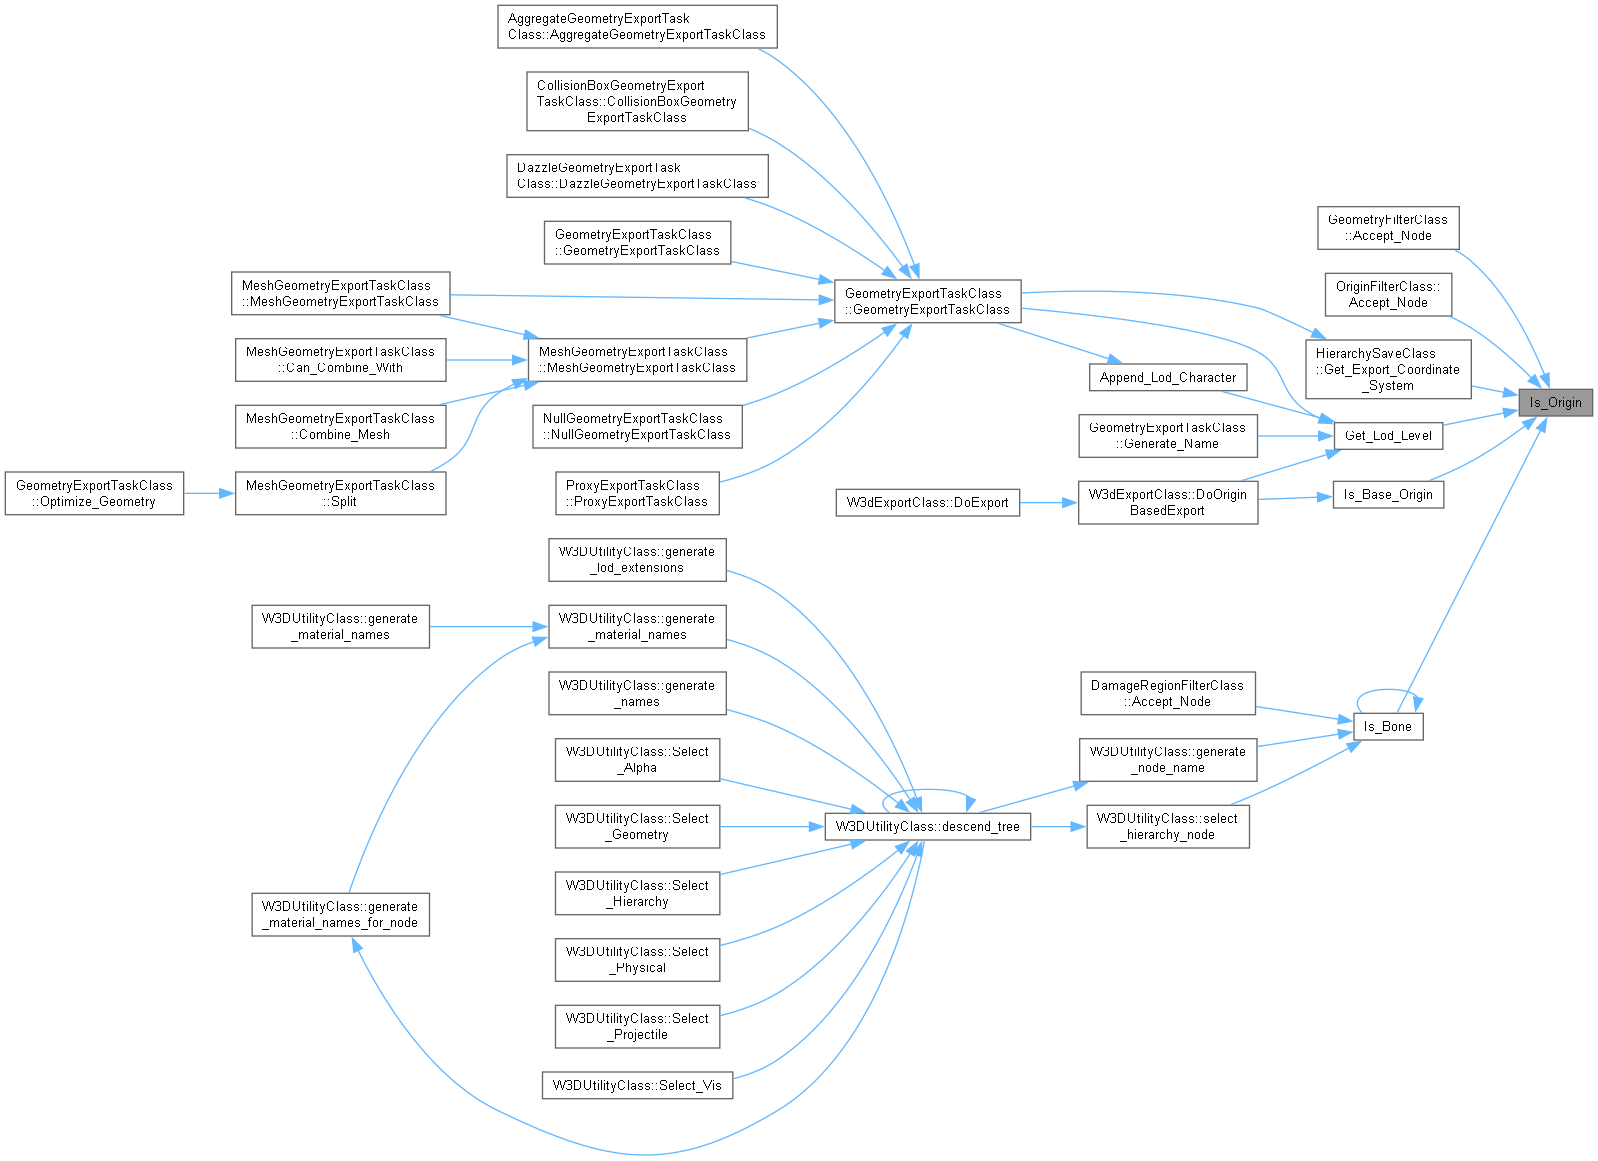 AggregateGeometryExportTask
Class::AggregateGeometryExportTaskClass
CollisionBoxGeometryExport
TaskClass::CollisionBoxGeometry
ExportTaskClass
DazzleGeometryExportTask
Class::DazzleGeometryExportTaskClass
GeometryExportTaskClass
::GeometryExportTaskClass
MeshGeometryExportTaskClass
::MeshGeometryExportTaskClass
MeshGeometryExportTaskClass
::Can_Combine_With
MeshGeometryExportTaskClass
::Combine_Mesh
GeometryExportTaskClass
::Optimize_Geometry
MeshGeometryExportTaskClass
::Split
MeshGeometryExportTaskClass
::MeshGeometryExportTaskClass
NullGeometryExportTaskClass
::NullGeometryExportTaskClass
ProxyExportTaskClass
::ProxyExportTaskClass
GeometryExportTaskClass
::GeometryExportTaskClass
Append_Lod_Character
GeometryExportTaskClass
::Generate_Name
W3dExportClass::DoExport
W3dExportClass::DoOrigin
BasedExport
GeometryFilterClass
::Accept_Node
OriginFilterClass::
Accept_Node
HierarchySaveClass
::Get_Export_Coordinate
_System
Get_Lod_Level
Is_Base_Origin
Is_Origin
W3DUtilityClass::generate
_lod_extensions
W3DUtilityClass::generate
_material_names
W3DUtilityClass::generate
_material_names
W3DUtilityClass::generate
_names
W3DUtilityClass::Select
_Alpha
W3DUtilityClass::Select
_Geometry
W3DUtilityClass::Select
_Hierarchy
W3DUtilityClass::generate
_material_names_for_node
W3DUtilityClass::Select
_Physical
W3DUtilityClass::Select
_Projectile
W3DUtilityClass::Select_Vis
W3DUtilityClass::descend_tree
DamageRegionFilterClass
::Accept_Node
W3DUtilityClass::generate
_node_name
W3DUtilityClass::select
_hierarchy_node
Is_Bone